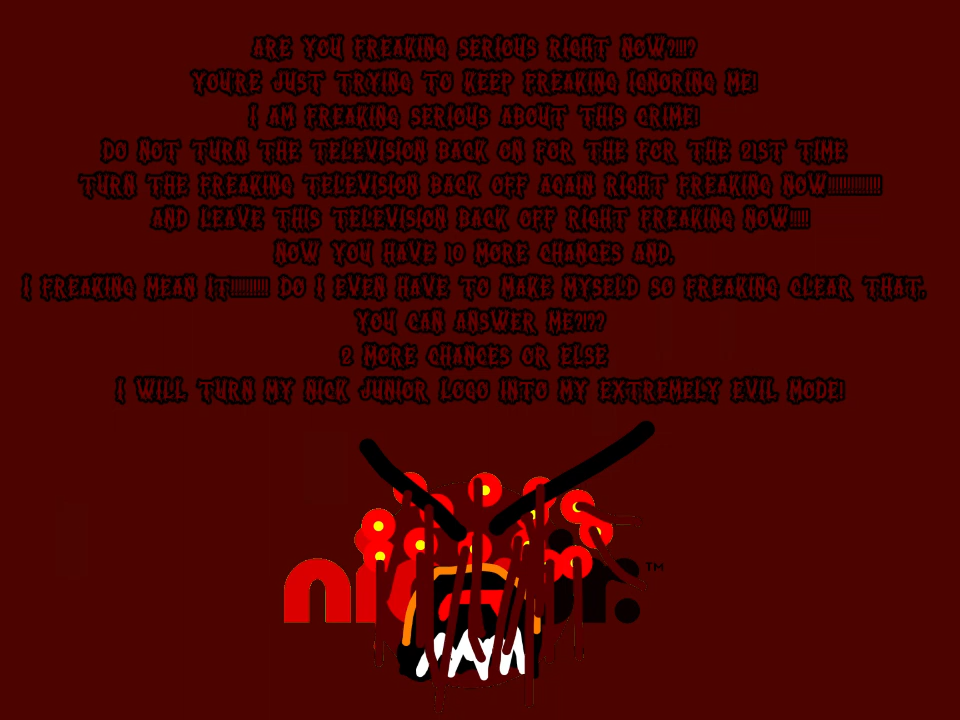 ARE YOU FREAKING SERIOUS RIGHT NOW?!!!?
YOU'RE JUST TRYING TO KEEP FREAKING IGNORING ME!
I AM FREAKING SERIOUS ABOUT THIS CRIME!
DO NOT TURN THE TELEVISION BACK ON FOR THE FOR THE 21ST TIME
TURN THE FREAKING TELEVISION BACK OFF AGAIN RIGHT FREAKING NOW!!!!!!!!!!!!!
AND LEAVE THIS TELEVISION BACK OFF RIGHT FREAKING NOW!!!!!
NOW YOU HAVE 10 MORE CHANCES AND,
I FREAKING MEAN IT!!!!!!!!!! DO I EVEN HAVE TO MAKE MYSELD SO FREAKING CLEAR THAT,
YOU CAN ANSWER ME?!??
2 MORE CHANCES OR ELSE
I WILL TURN MY NICK JUNIOR LOGO INTO MY EXTREMELY EVIL MODE!
TM